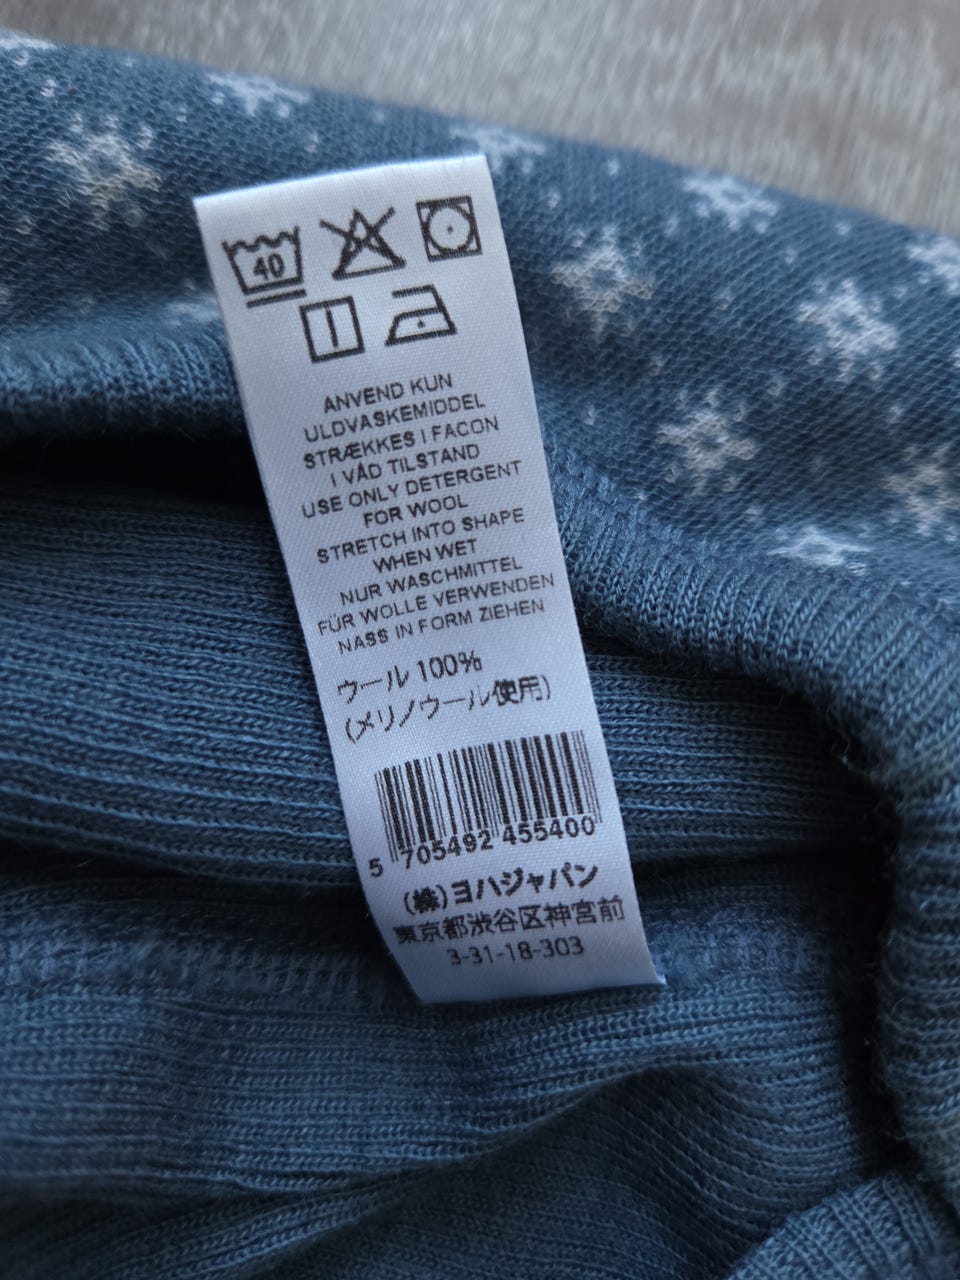 40
ANVEND KUN
ULDVASKEMIDDEL
STRÆKKES I FACON
I VÅD TILSTAND
USE ONLY DETERGENT
FOR WOOL
STRETCH INTO SHAPE
WHEN WET
NUR WASCHMITTEL
FÜR WOLLE VERWENDEN
NASS IN FORM ZIEHEN
ウール 100%
(メリノウール使用)
5 705492 455400
(株)ヨハジャパン
東京都渋谷区神宮前
3-31-18-303